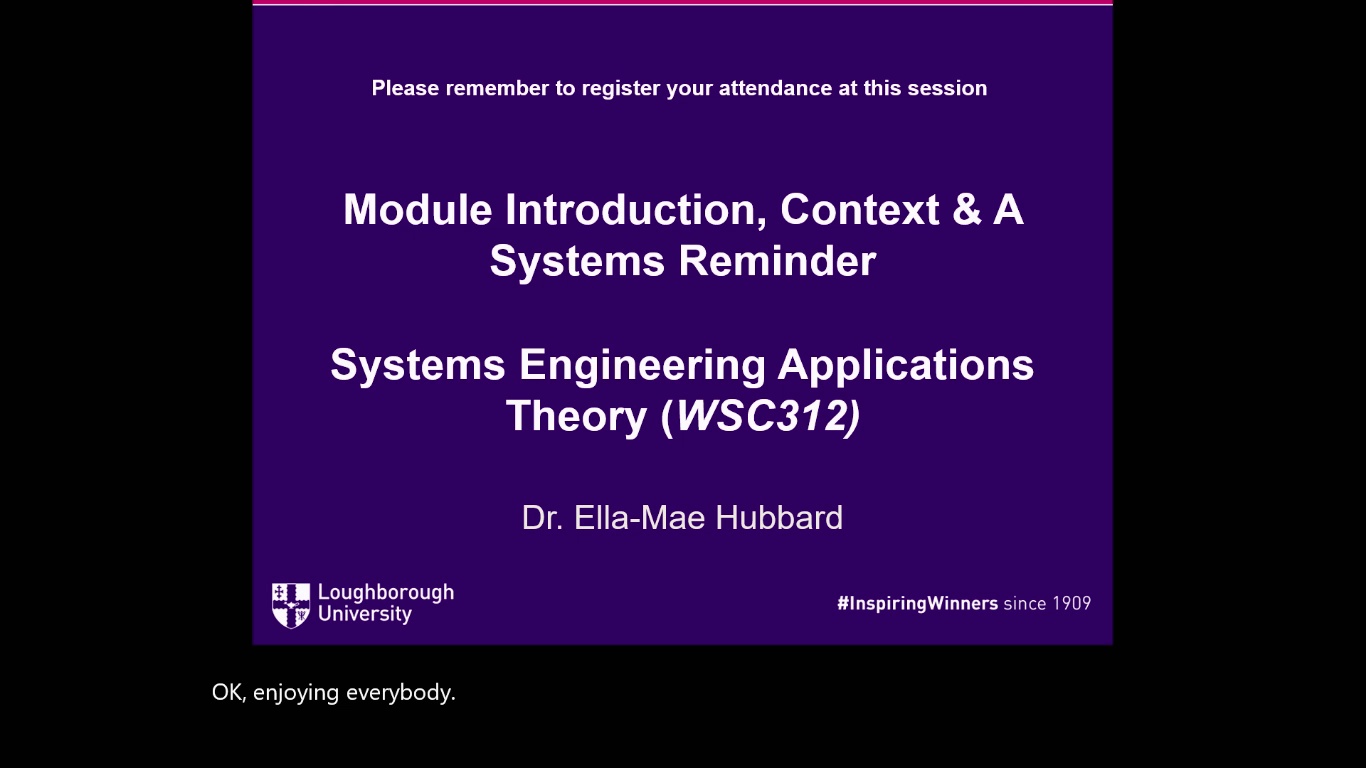 Please remember to register your attendance at this session
Module Introduction, Context & A
Systems Reminder
Systems Engineering Applications
Theory (WSC312)
Dr. Ella-Mae Hubbard
Loughborough
University
#InspiringWinners since 1909
OK, enjoying everybody.